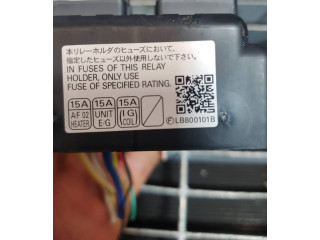 本リレーホルダのヒューズにおいて、
指定したヒューズ以外使用しないで下さい。
IN FUSES OF THIS RELAY
HOLDER, ONLY USE
FUSE OF SPECIFIED RATING.
15A 15A 15A
A/F 02 UNIT (IG)
HEATER E/G COIL
Ⓕ LB800101B